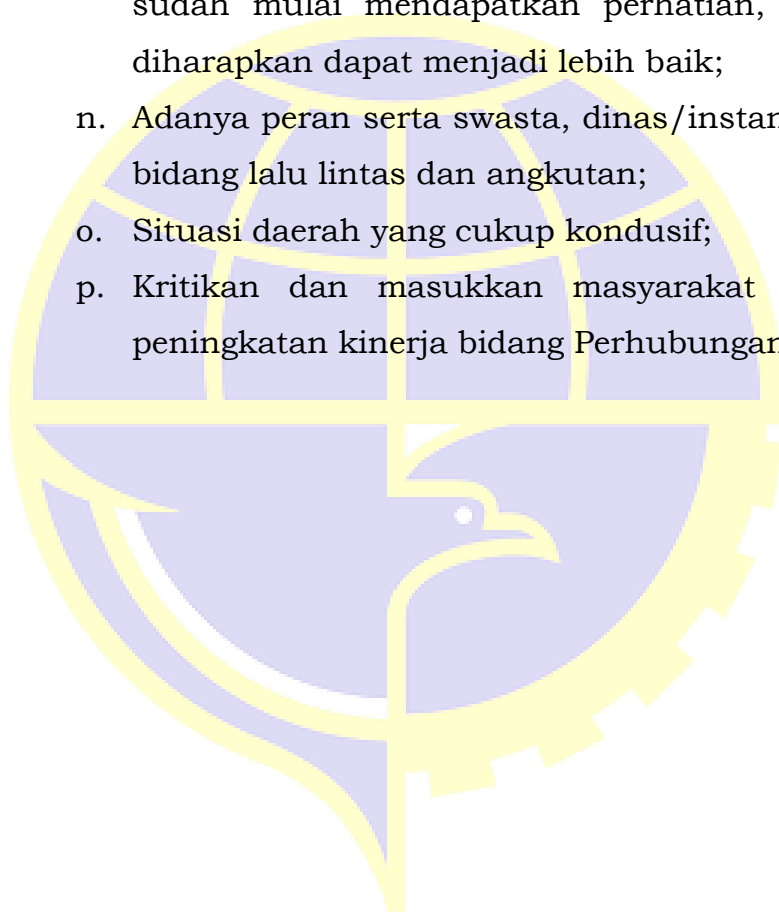 sudah mulai mendapatkan perhatian,
diharapkan dapat menjadi lebih baik;
n. Adanya peran serta swasta, dinas/instan
bidang lalu lintas dan angkutan;
o. Situasi daerah yang cukup kondusif;
p. Kritikan dan masukkan masyarakat
peningkatan kinerja bidang Perhubungan